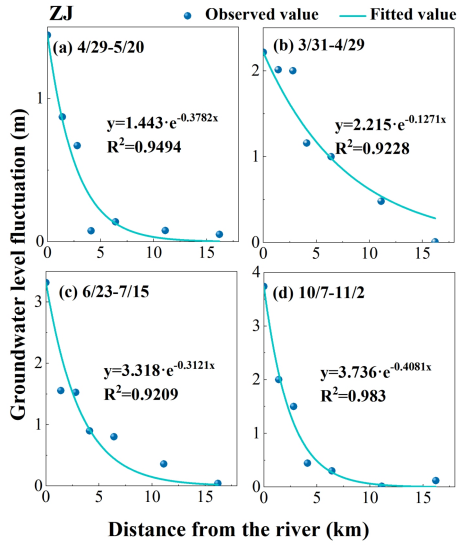 ZJ
Observed value
Fitted value
Groundwater level fluctuation (m)
(a) 4/29-5/20
y=1.443·e-0.3782x
R2=0.9494
0
1
0
5
10
15
(b) 3/31-4/29
y=2.215·e-0.1271x
R2=0.9228
0
1
2
0
5
10
15
(c) 6/23-7/15
y=3.318·e-0.3121x
R2=0.9209
0
1
2
3
0
5
10
15
(d) 10/7-11/2
y=3.736·e-0.4081x
R2=0.983
0
1
2
3
4
0
5
10
15
Distance from the river (km)